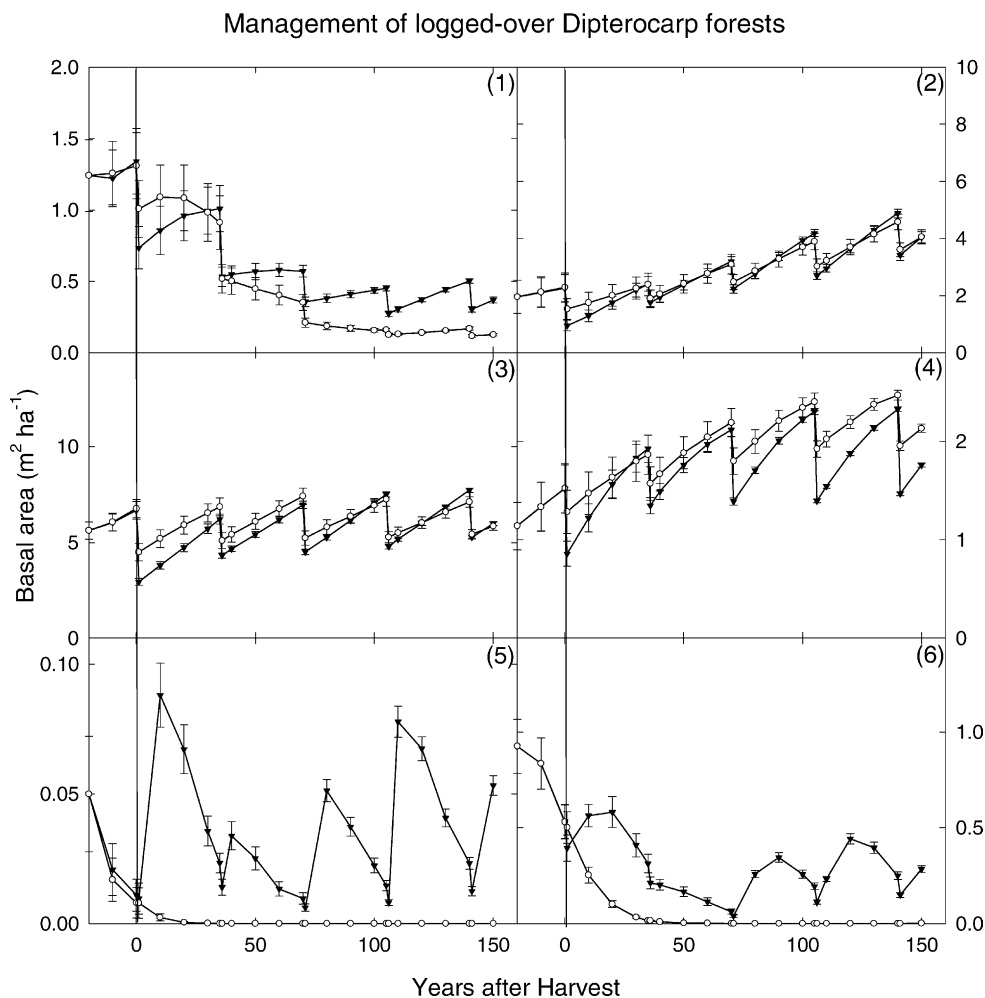 Management of logged-over Dipterocarp forests
2.0 (1) (2) 10
1.5 8
6
1.0
4
0.5
2
0.0 0
(3) (4)
10 2
5 1
0 0
0.10 (5) (6)
1.0
0.05
0.5
0.00 0.0
0 50 100 150 0 50 100 150
Basal area (m² ha⁻¹)
Years after Harvest